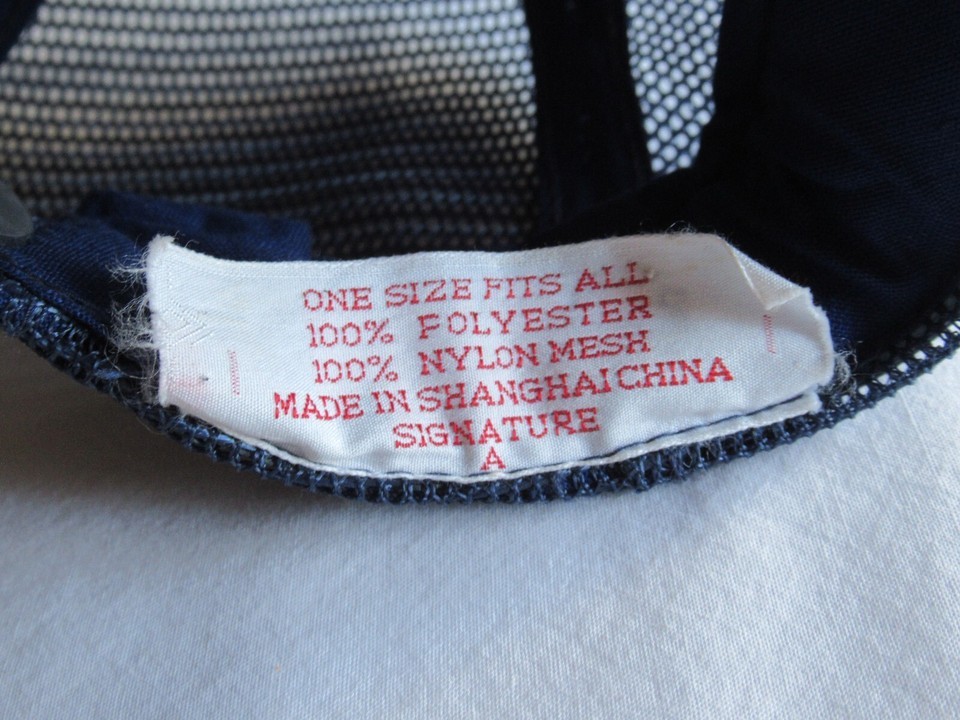 ONE SIZE FITS ALL
100% POLYESTER
100% NYLON MESH
MADE IN SHANGHAI CHINA
SIGNATURE
A